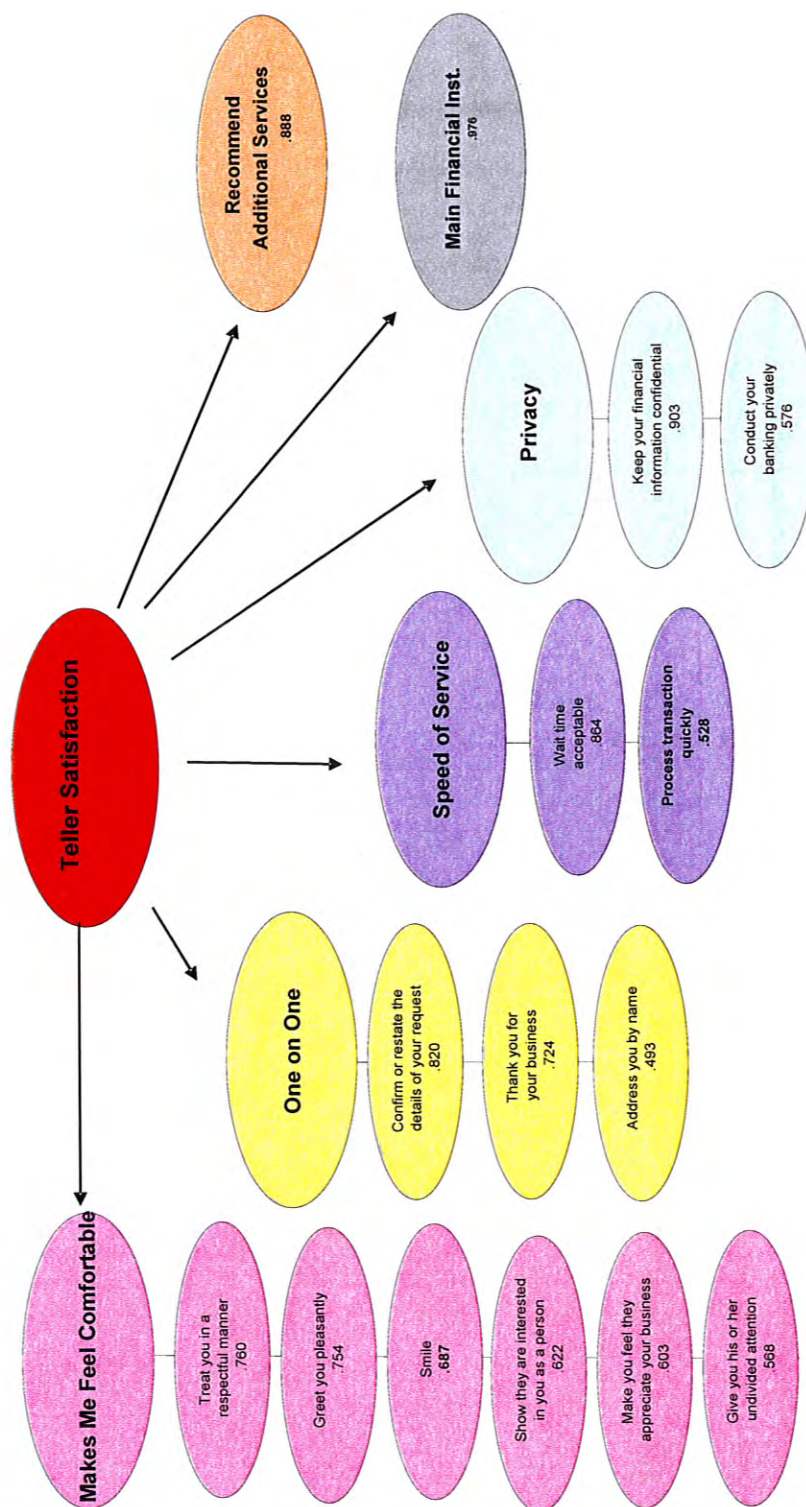 Teller Satisfaction
Makes Me Feel Comfortable
Treat you in a
respectful manner
.760
Greet you pleasantly
.754
Smile
.687
Show they are interested
in you as a person
.622
Make you feel they
appreciate your business
.603
Give you his or her
undivided attention
.568
One on One
Confirm or restate the
details of your request
.820
Thank you for
your business
.724
Address you by name
.493
Speed of Service
Wait time
acceptable
.864
Process transaction
quickly
.528
Privacy
Keep your financial
information confidential
.903
Conduct your
banking privately
.576
Main Financial Inst.
.976
Recommend
Additional Services
.888